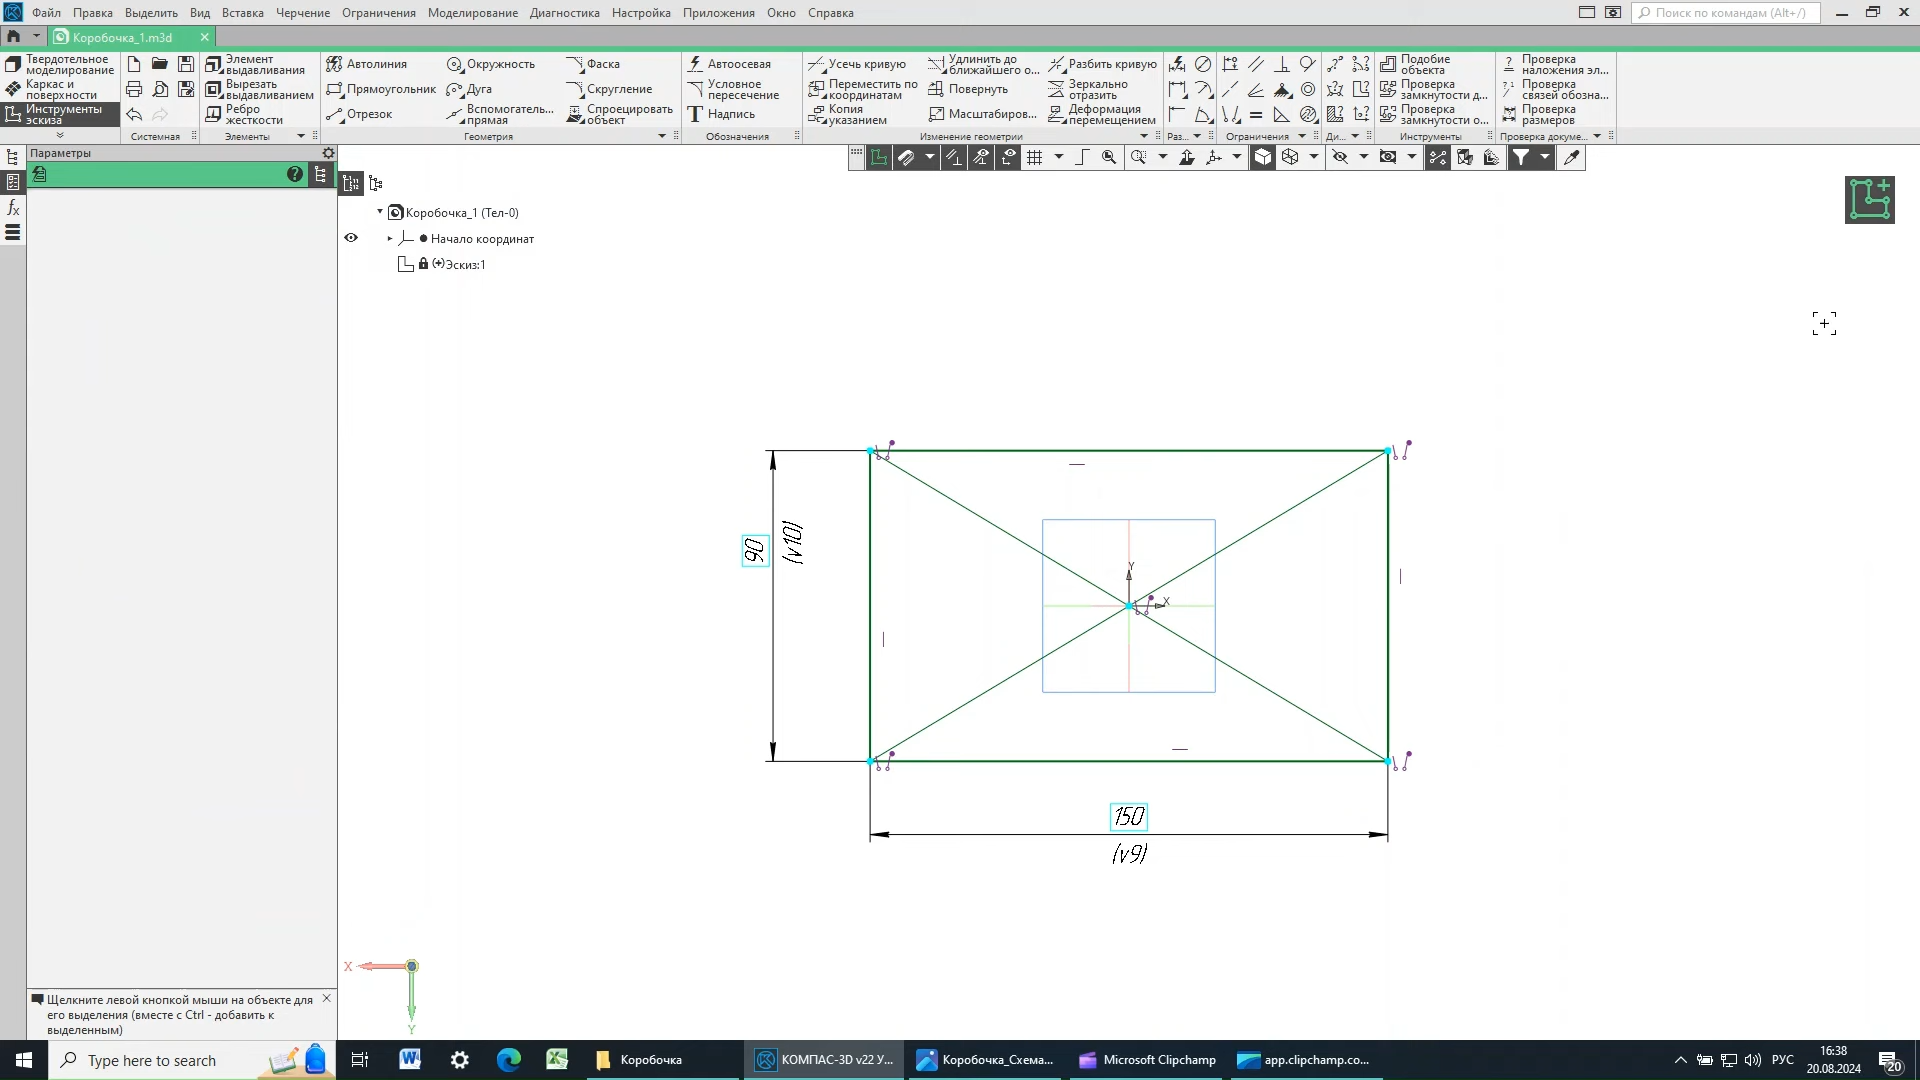 Файл Правка Выделить Вид Вставка Черчение Ограничения Моделирование Диагностика Настройка Приложения Окно Справка
Поиск по командам (Alt+/)
Коробочка_1.m3d
Твердотельное моделирование
Каркас и поверхности
Инструменты эскиза
Системная
Элемент выдавливания
Вырезать выдавливанием
Ребро жесткости
Элементы
Автолиния
Прямоугольник
Отрезок
Окружность
Дуга
Вспомогатель... прямая
Фаска
Скругление
Спроецировать объект
Геометрия
Автоосевая
Условное пересечение
Надпись
Обозначения
Усечь кривую
Переместить по координатам
Копия указанием
Удлинить до ближайшего о...
Повернуть
Масштабиров...
Разбить кривую
Зеркально отразить
Деформация перемещением
Изменение геометрии
Раз...
Ограничения
Ди...
Подобие объекта
Проверка замкнутости д...
Проверка замкнутости о...
Инструменты
Проверка наложения эл...
Проверка связей обозна...
Проверка размеров
Проверка докуме...
Параметры
Коробочка_1 (Тел-0)
Начало координат
(+)Эскиз:1
90
(v10)
Y
X
150
(v9)
X
Y
Щелкните левой кнопкой мыши на объекте для
его выделения (вместе с Ctrl - добавить к
выделенным)
Type here to search
Коробочка
КОМПАС-3D v22 У...
Коробочка_Схема...
Microsoft Clipchamp
app.clipchamp.co...
РУС
16:38
20.08.2024
20